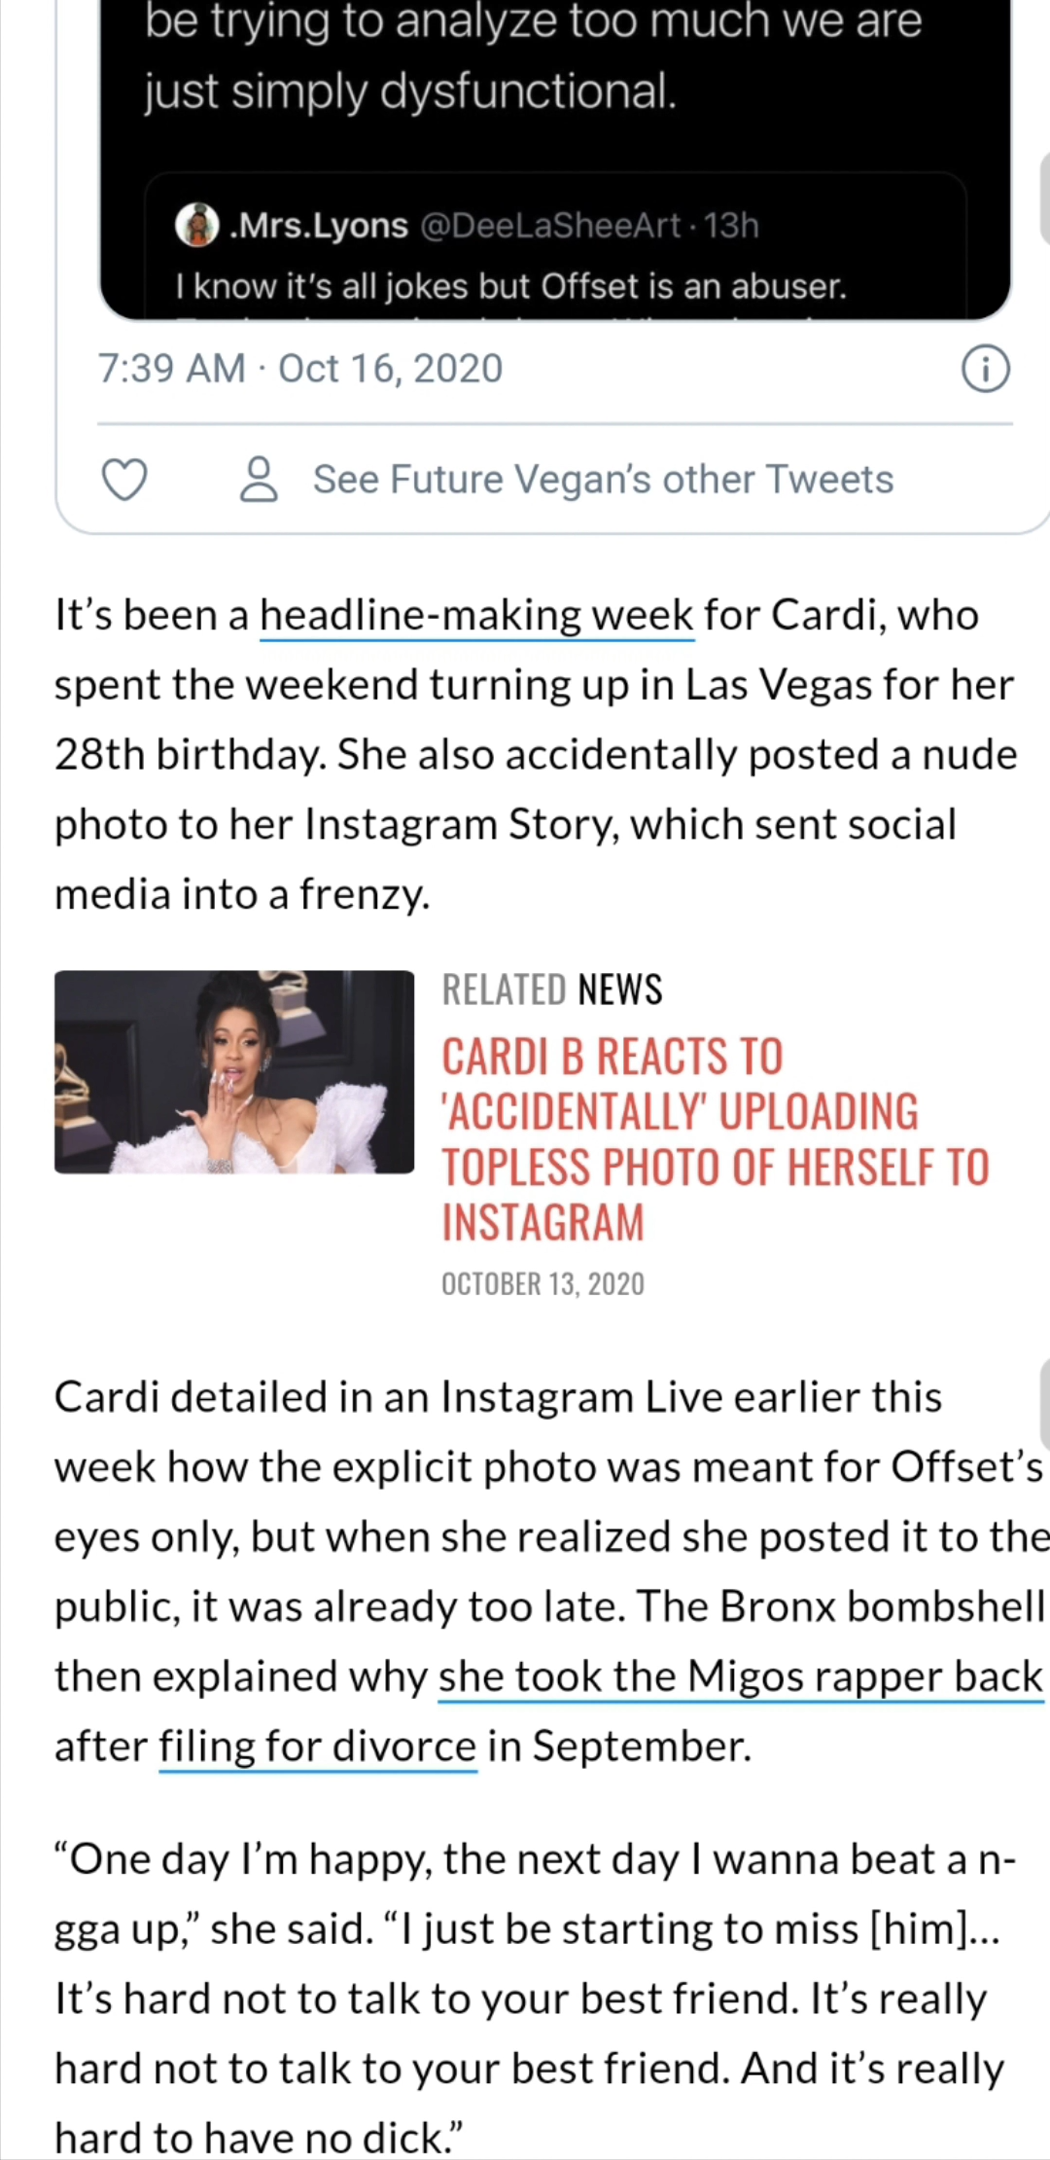 be trying to analyze too much we are
just simply dysfunctional.
.Mrs.Lyons @DeeLaSheeArt · 13h
I know it's all jokes but Offset is an abuser.
7:39 AM · Oct 16, 2020
See Future Vegan's other Tweets
It's been a headline-making week for Cardi, who
spent the weekend turning up in Las Vegas for her
28th birthday. She also accidentally posted a nude
photo to her Instagram Story, which sent social
media into a frenzy.
RELATED NEWS
CARDI B REACTS TO
'ACCIDENTALLY' UPLOADING
TOPLESS PHOTO OF HERSELF TO
INSTAGRAM
OCTOBER 13, 2020
Cardi detailed in an Instagram Live earlier this
week how the explicit photo was meant for Offset's
eyes only, but when she realized she posted it to the
public, it was already too late. The Bronx bombshell
then explained why she took the Migos rapper back
after filing for divorce in September.
“One day I'm happy, the next day I wanna beat a n-
gga up,” she said. “I just be starting to miss [him]...
It's hard not to talk to your best friend. It's really
hard not to talk to your best friend. And it's really
hard to have no dick.”